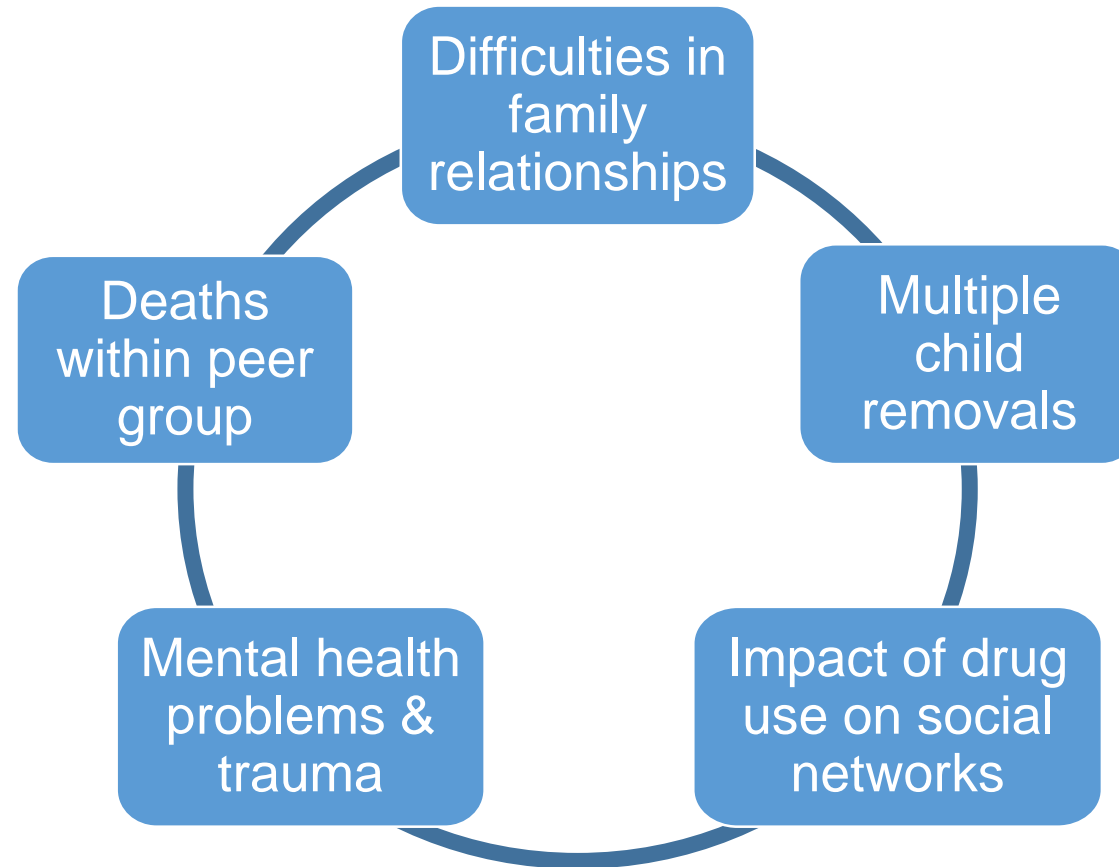 Difficulties in
family
relationships
Multiple
child
removals
Impact of drug
use on social
networks
Mental health
problems &
trauma
Deaths
within peer
group